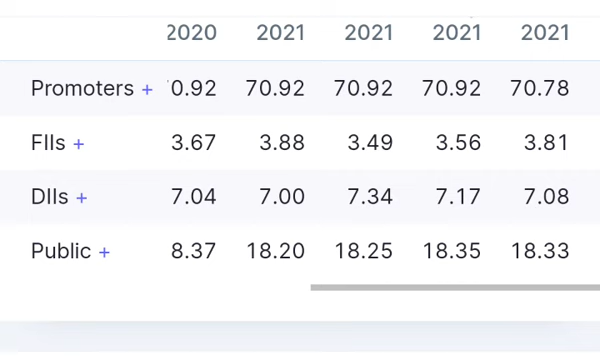 2020 2021 2021 2021 2021
Promoters + 0.92 70.92 70.92 70.92 70.78
FIIs + 3.67 3.88 3.49 3.56 3.81
DIIs + 7.04 7.00 7.34 7.17 7.08
Public + 8.37 18.20 18.25 18.35 18.33